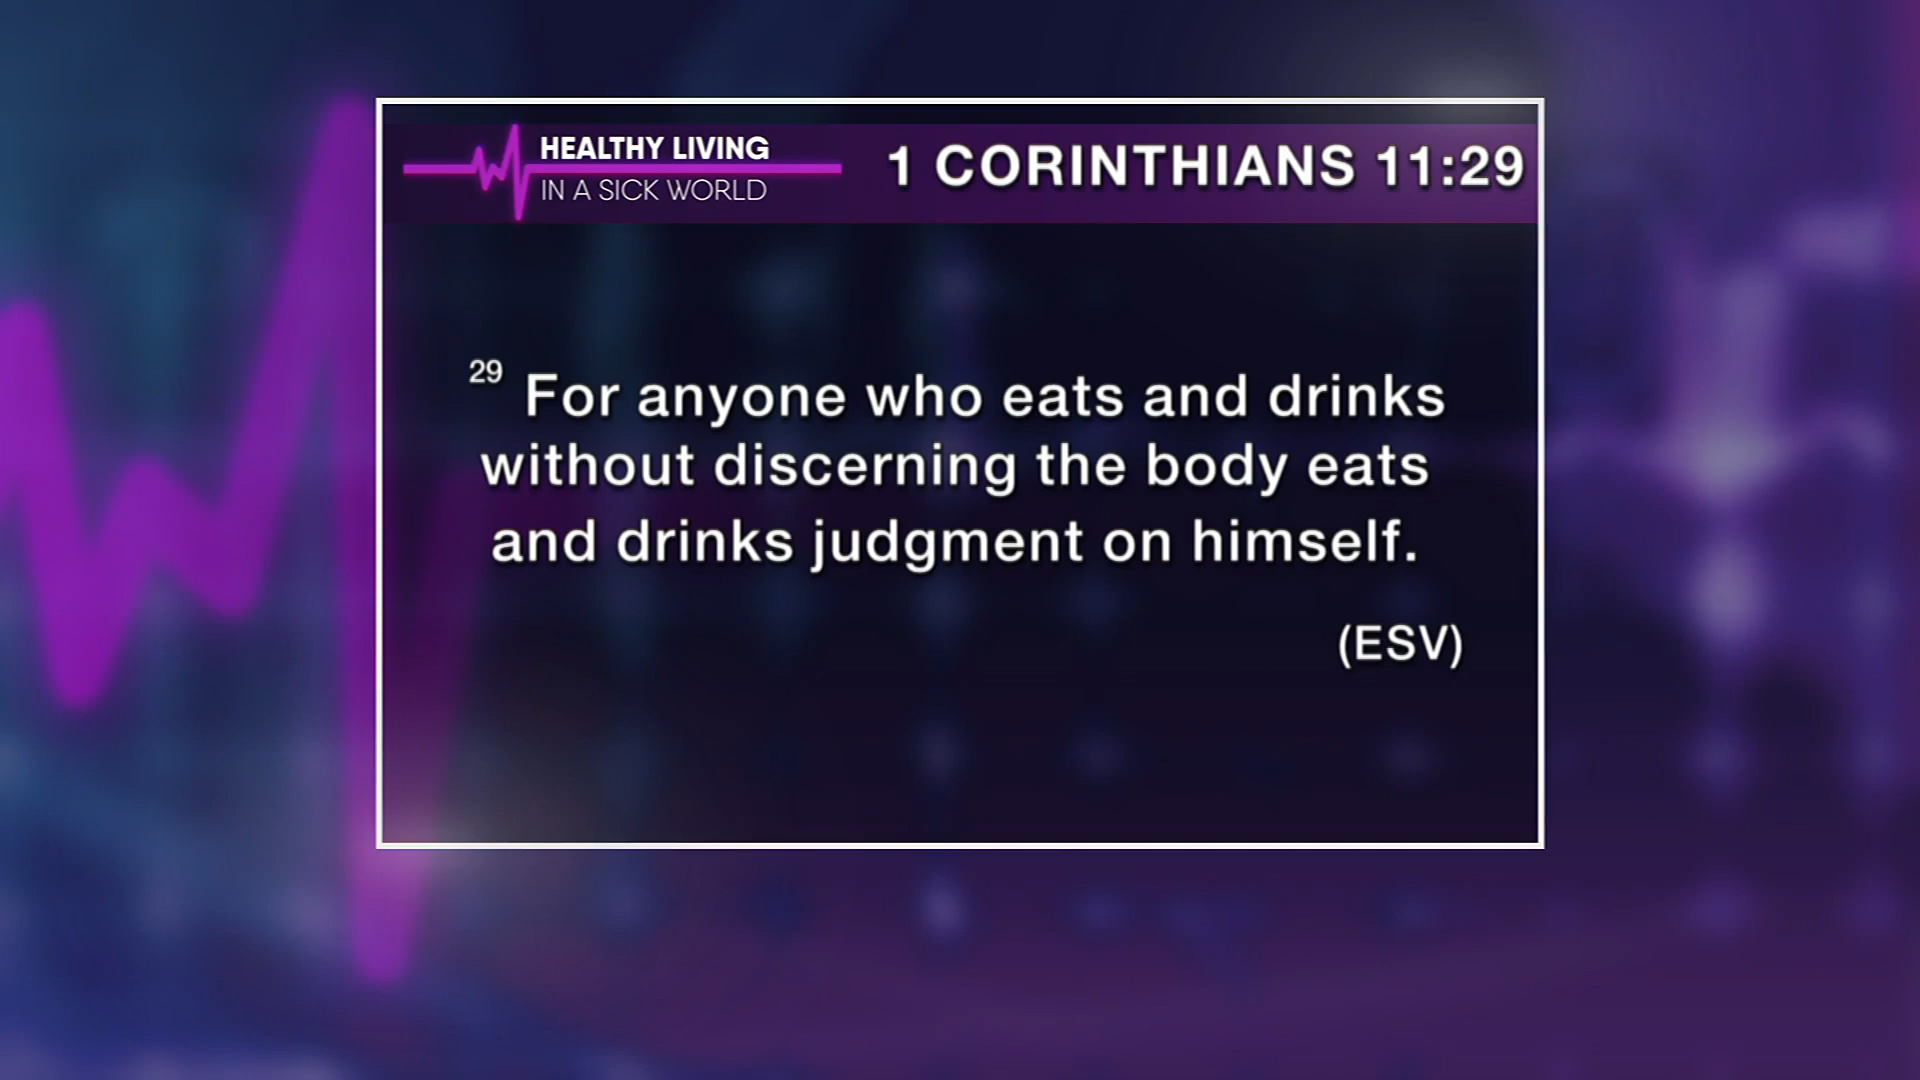 HEALTHY LIVING
IN A SICK WORLD
1 CORINTHIANS 11:29
29 For anyone who eats and drinks
without discerning the body eats
and drinks judgment on himself.
(ESV)